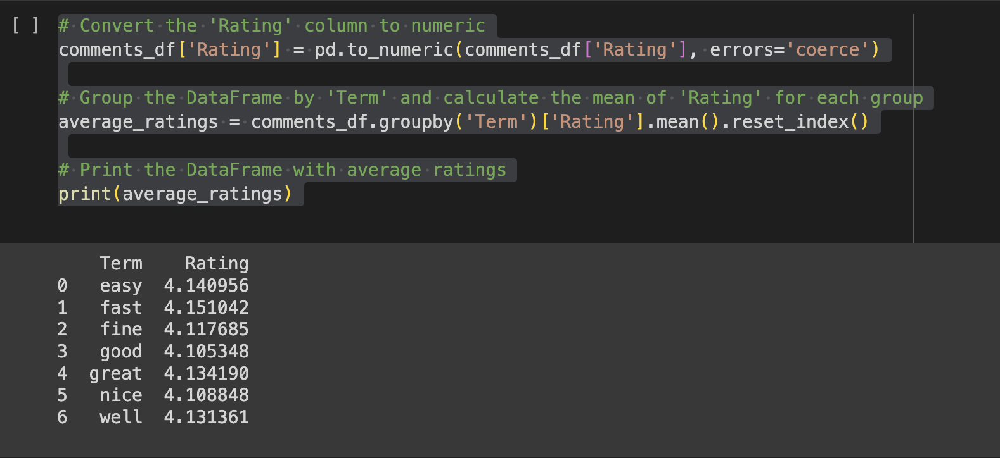 [ ] # Convert the 'Rating' column to numeric
comments_df['Rating'] = pd.to_numeric(comments_df['Rating'], errors='coerce')
# Group the DataFrame by 'Term' and calculate the mean of 'Rating' for each group
average_ratings = comments_df.groupby('Term')['Rating'].mean().reset_index()
# Print the DataFrame with average ratings
print(average_ratings)
Term Rating
0 easy 4.140956
1 fast 4.151042
2 fine 4.117685
3 good 4.105348
4 great 4.134190
5 nice 4.108848
6 well 4.131361